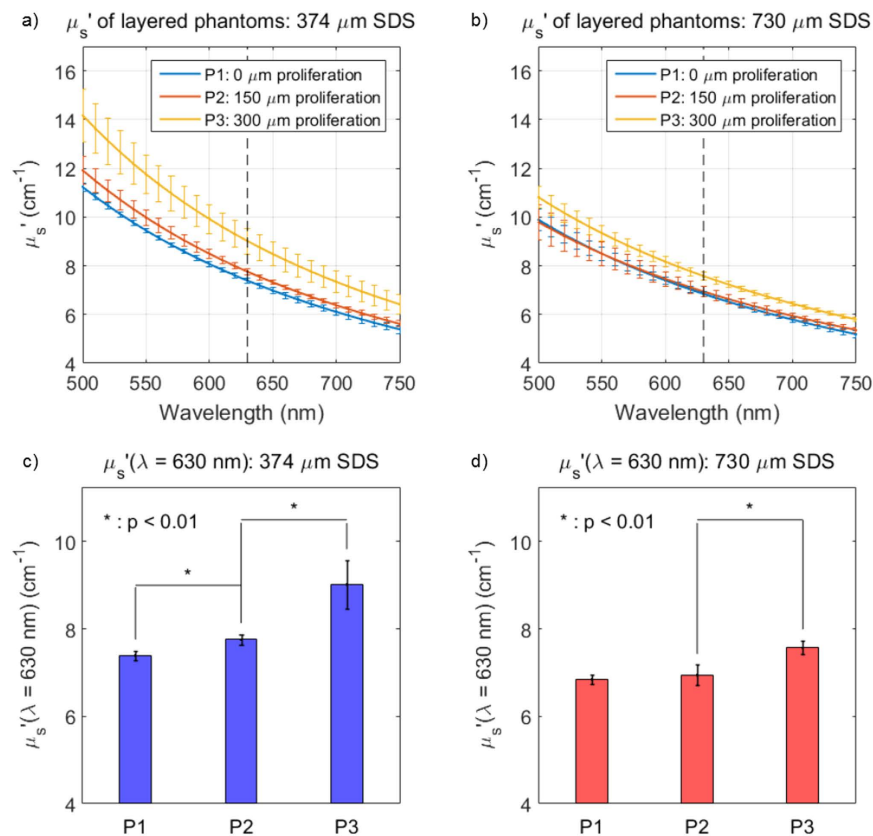 a)
μs' of layered phantoms: 374 μm SDS
16
14
12
10
8
6
4
μs' (cm-1)
P1: 0 μm proliferation
P2: 150 μm proliferation
P3: 300 μm proliferation
500 550 600 650 700 750
Wavelength (nm)
b)
μs' of layered phantoms: 730 μm SDS
16
14
12
10
8
6
4
μs' (cm-1)
P1: 0 μm proliferation
P2: 150 μm proliferation
P3: 300 μm proliferation
500 550 600 650 700 750
Wavelength (nm)
c)
μs'(λ = 630 nm): 374 μm SDS
* : p < 0.01
*
*
10
8
6
4
μs'(λ = 630 nm) (cm-1)
P1 P2 P3
d)
μs'(λ = 630 nm): 730 μm SDS
* : p < 0.01
*
10
8
6
4
μs'(λ = 630 nm) (cm-1)
P1 P2 P3